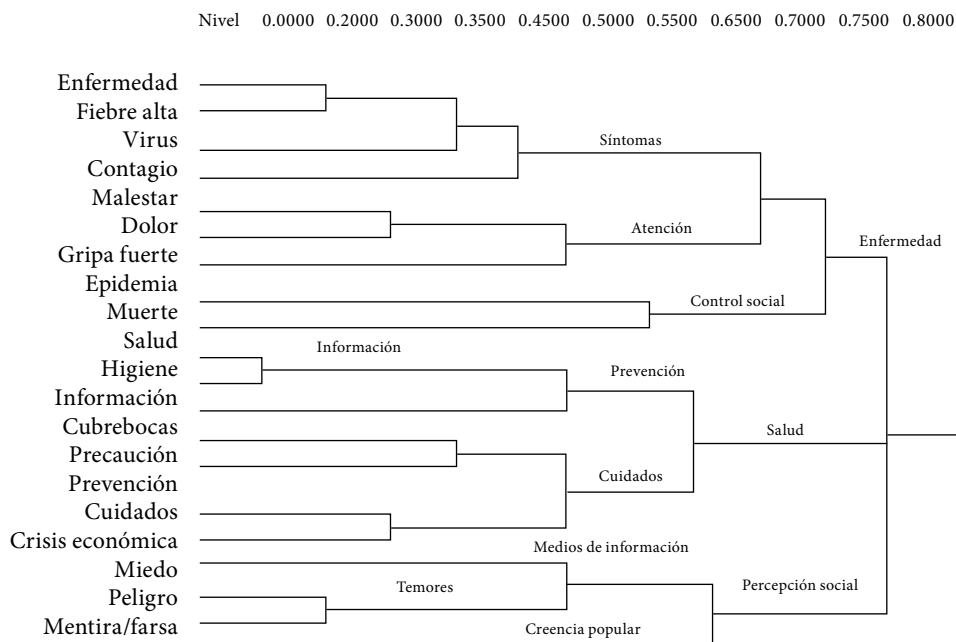 Nivel 0.0000 0.2000 0.3000 0.3500 0.4500 0.5000 0.5500 0.6500 0.7000 0.7500 0.8000
Enfermedad
Fiebre alta
Virus
Síntomas
Contagio
Malestar
Dolor
Atención
Gripa fuerte
Enfermedad
Epidemia
Control social
Muerte
Salud
Información
Higiene
Prevención
Información
Cubrebocas
Salud
Precaución
Cuidados
Prevención
Cuidados
Crisis económica
Medios de información
Miedo
Temores
Percepción social
Peligro
Mentira/farsa
Creencia popular